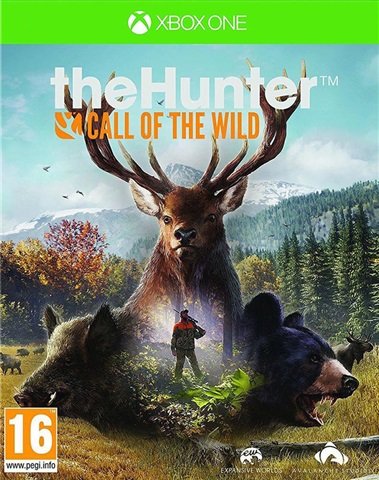 XBOX ONE
theHunter™
CALL OF THE WILD
16
www.pegi.info
EXPANSIVE WORLDS
AVALANCHE STUDIOS